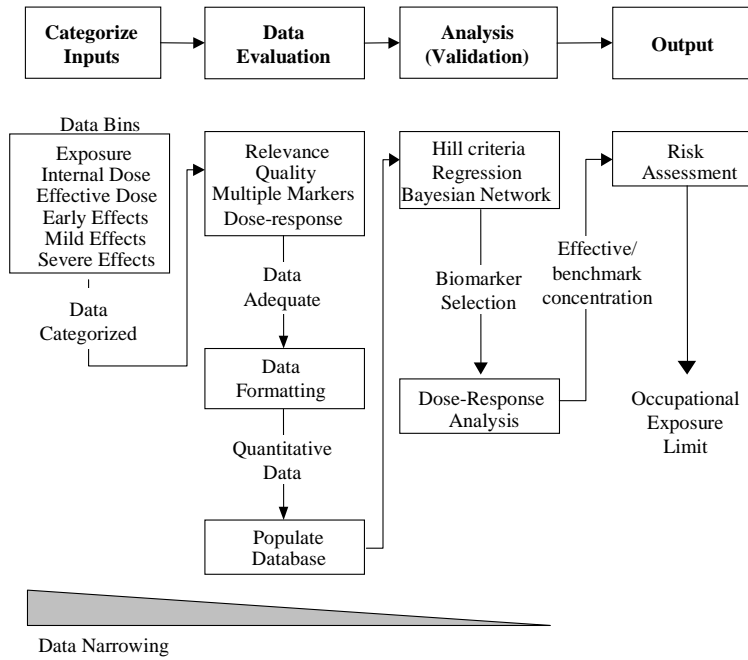 Categorize
Inputs
Data
Evaluation
Analysis
(Validation)
Output
Data Bins
Exposure
Internal Dose
Effective Dose
Early Effects
Mild Effects
Severe Effects
Data
Categorized
Relevance
Quality
Multiple Markers
Dose-response
Data
Adequate
Data
Formatting
Quantitative
Data
Populate
Database
Hill criteria
Regression
Bayesian Network
Biomarker
Selection
Dose-Response
Analysis
Effective/
benchmark
concentration
Risk
Assessment
Occupational
Exposure
Limit
Data Narrowing